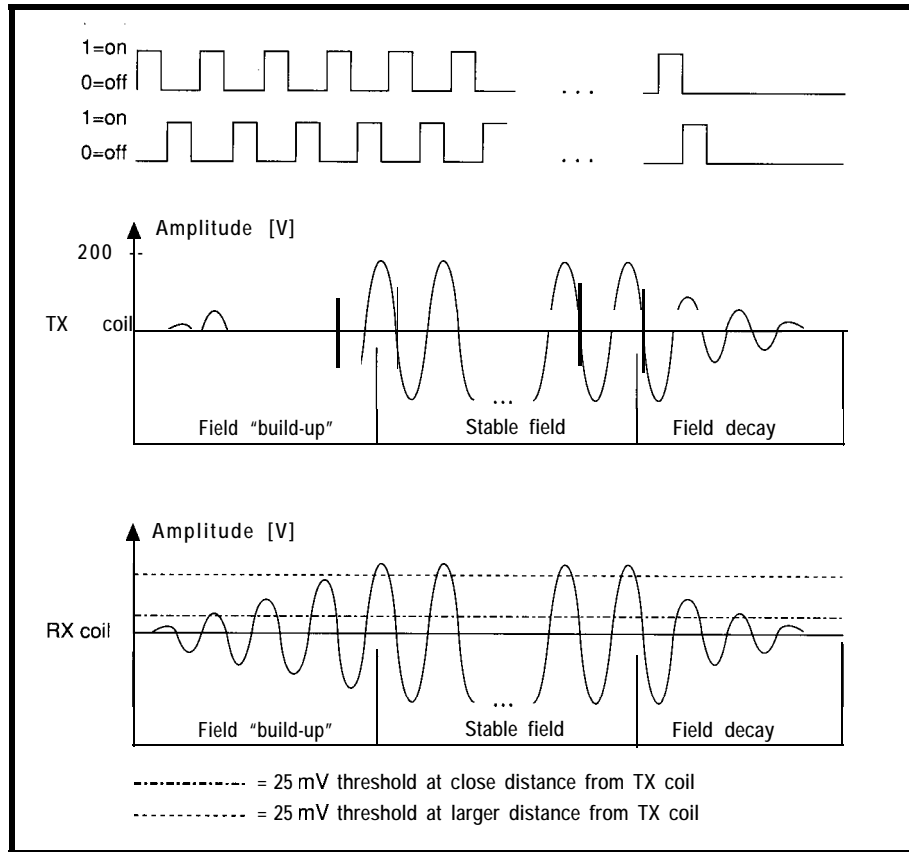 1=on
0=off
...
1=on
0=off
...
Amplitude [V]
200
TX coil
...
Field “build-up”
Stable field
Field decay
Amplitude [V]
RX coil
...
Field “build-up”
Stable field
Field decay
= 25 mV threshold at close distance from TX coil
= 25 mV threshold at larger distance from TX coil